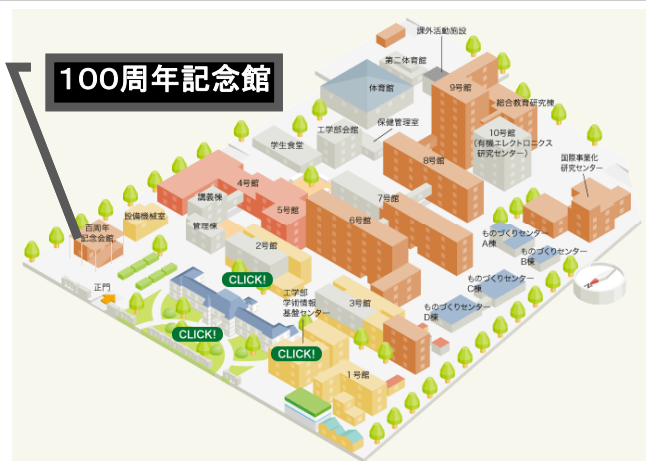 100周年記念館
課外活動施設
第二体育館
体育館
9号館
総合教育研究棟
保健管理室
工学部会館
10号館
(有機エレクトロニクス
研究センター)
学生食堂
8号館
国際事業化
研究センター
4号館
7号館
講義棟
5号館
6号館
設備機械室
管理棟
百周年
記念会館
2号館
ものづくりセンター
A棟
ものづくりセンター
B棟
ものづくりセンター
C棟
ものづくりセンター
D棟
正門
CLICK!
工学部
学術情報
基盤センター
3号館
CLICK!
CLICK!
1号館